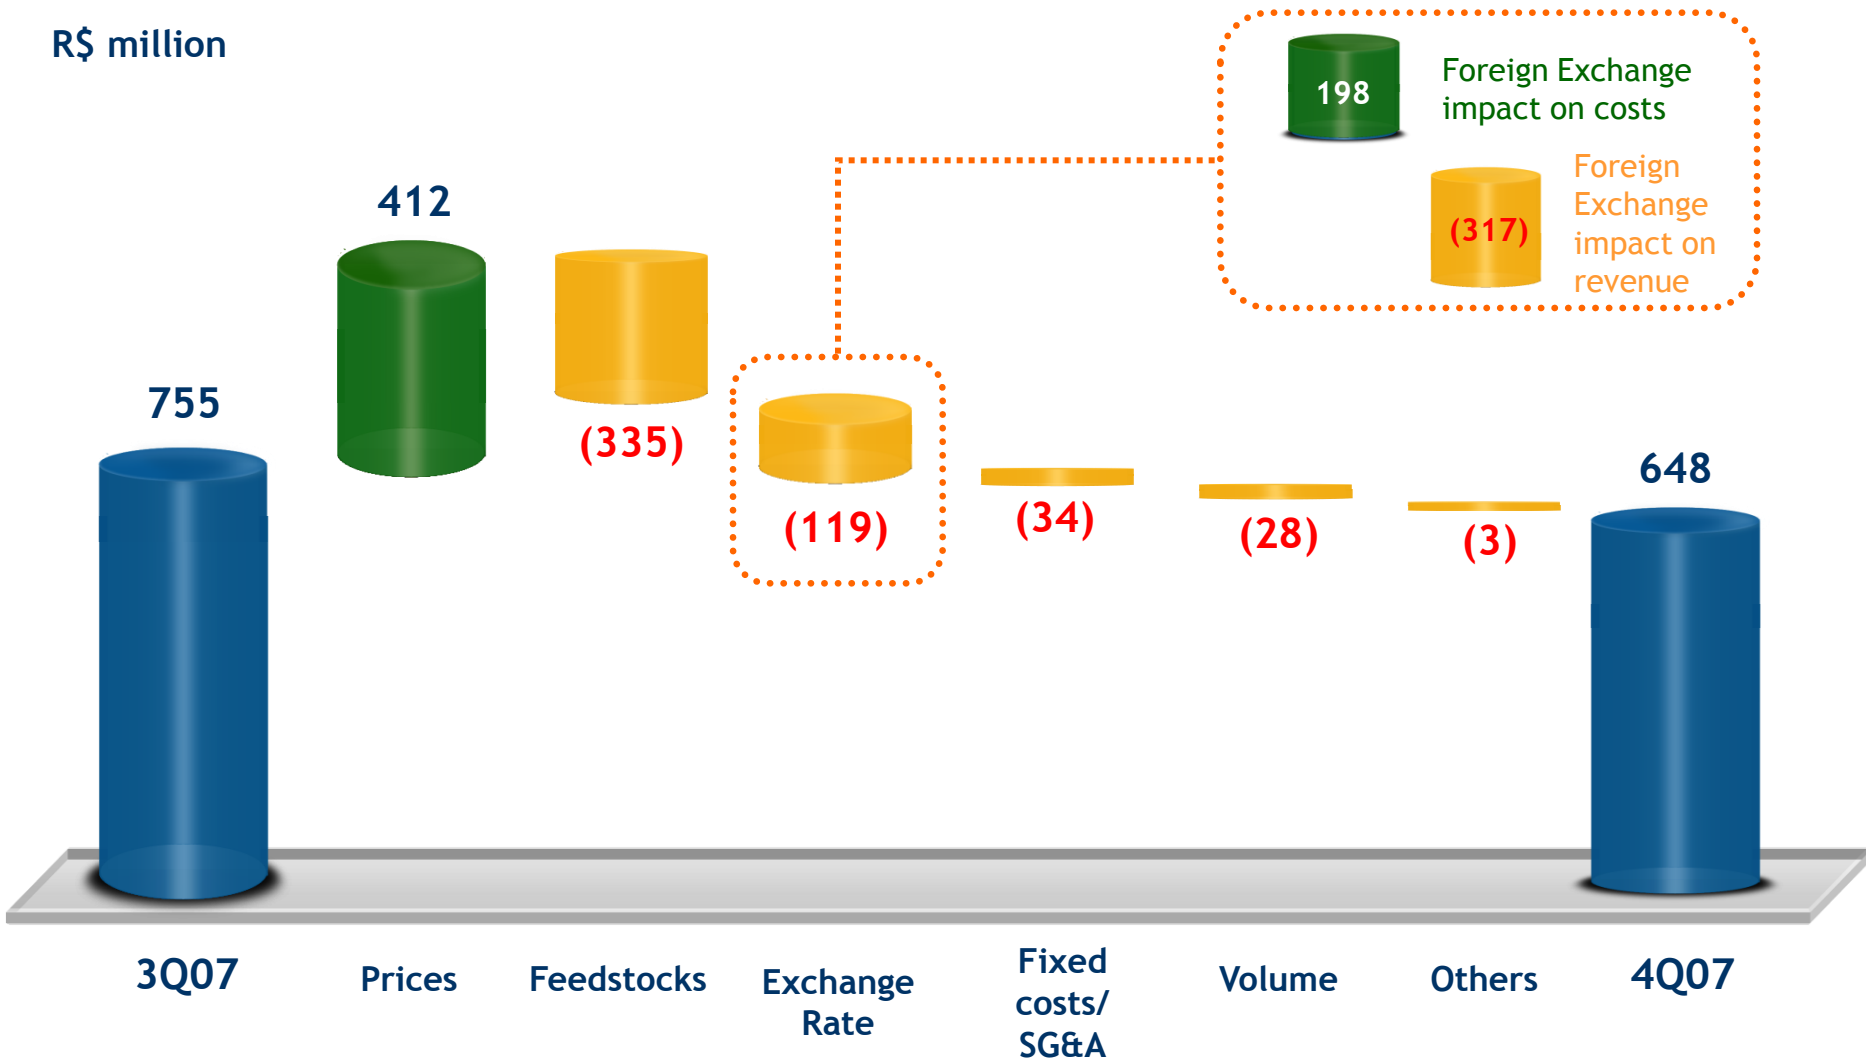 R$ million
198
Foreign Exchange
impact on costs
(317)
Foreign
Exchange
impact on
revenue
755
412
(335)
(119)
(34)
(28)
(3)
648
3Q07
Prices
Feedstocks
Exchange
Rate
Fixed
costs/
SG&A
Volume
Others
4Q07